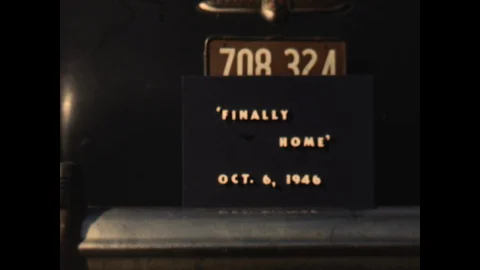 708 324
'FINALLY
HOME'
OCT. 6, 1946